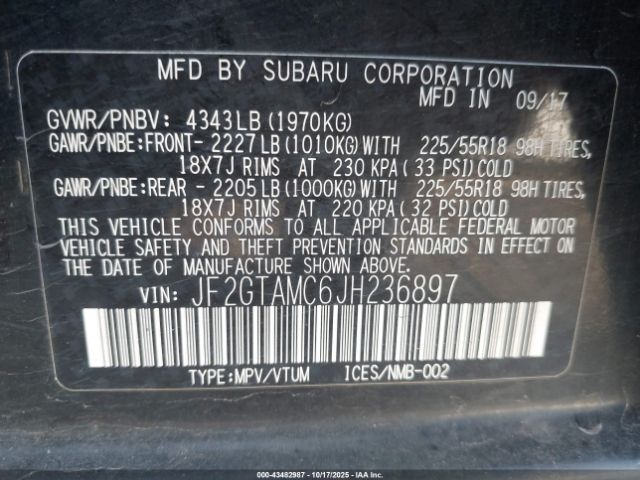 MFD BY SUBARU CORPORATION
MFD IN 09/17
GVWR/PNBV: 4343LB (1970KG)
GAWR/PNBE:FRONT- 2227LB(1010KG)WITH 225/55R18 98H TIRES,
18X7J RIMS AT 230 KPA (33 PSI)COLD
GAWR/PNBE:REAR - 2205LB(1000KG)WITH 225/55R18 98H TIRES,
18X7J RIMS AT 220 KPA (32 PSI)COLD
THIS VEHICLE CONFORMS TO ALL APPLICABLE FEDERAL MOTOR
VEHICLE SAFETY AND THEFT PREVENTION STANDARDS IN EFFECT ON
THE DATE OF MANUFACTURE SHOWN ABOVE.
VIN: JF2GTAMC6JH236897
TYPE:MPV/VTUM ICES/NMB-002
000-43482987 - 10/17/2025 - IAA, Inc.